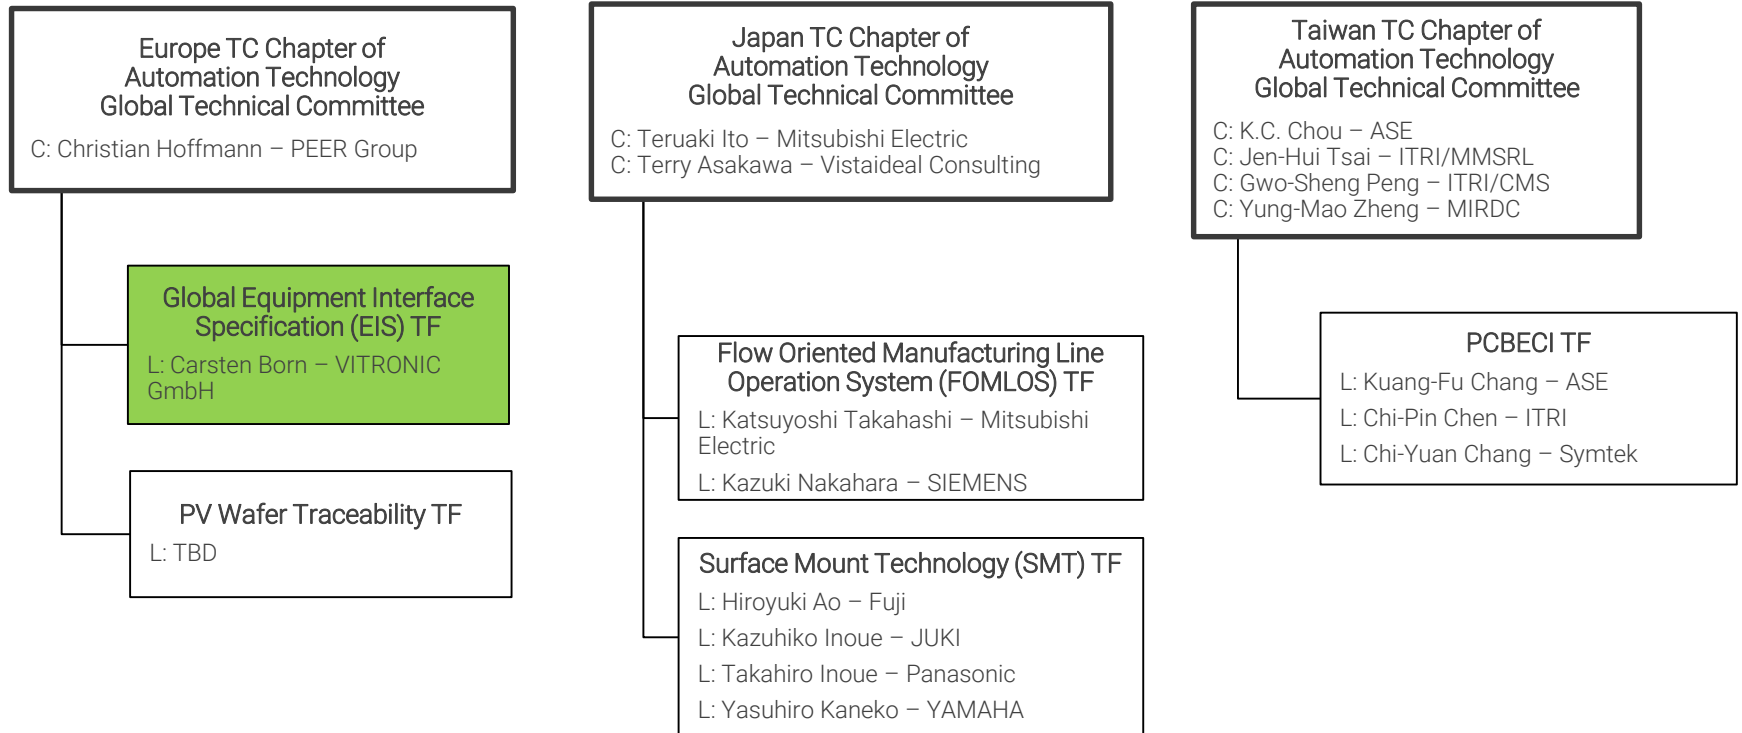 Europe TC Chapter of
Automation Technology
Global Technical Committee
C: Christian Hoffmann – PEER Group
Global Equipment Interface
Specification (EIS) TF
L: Carsten Born – VITRONIC
GmbH
PV Wafer Traceability TF
L: TBD
Japan TC Chapter of
Automation Technology
Global Technical Committee
C: Teruaki Ito – Mitsubishi Electric
C: Terry Asakawa – Vistaideal Consulting
Flow Oriented Manufacturing Line
Operation System (FOMLOS) TF
L: Katsuyoshi Takahashi – Mitsubishi
Electric
L: Kazuki Nakahara – SIEMENS
Surface Mount Technology (SMT) TF
L: Hiroyuki Ao – Fuji
L: Kazuhiko Inoue – JUKI
L: Takahiro Inoue – Panasonic
L: Yasuhiro Kaneko – YAMAHA
Taiwan TC Chapter of
Automation Technology
Global Technical Committee
C: K.C. Chou – ASE
C: Jen-Hui Tsai – ITRI/MMSRL
C: Gwo-Sheng Peng – ITRI/CMS
C: Yung-Mao Zheng – MIRDC
PCBECI TF
L: Kuang-Fu Chang – ASE
L: Chi-Pin Chen – ITRI
L: Chi-Yuan Chang – Symtek